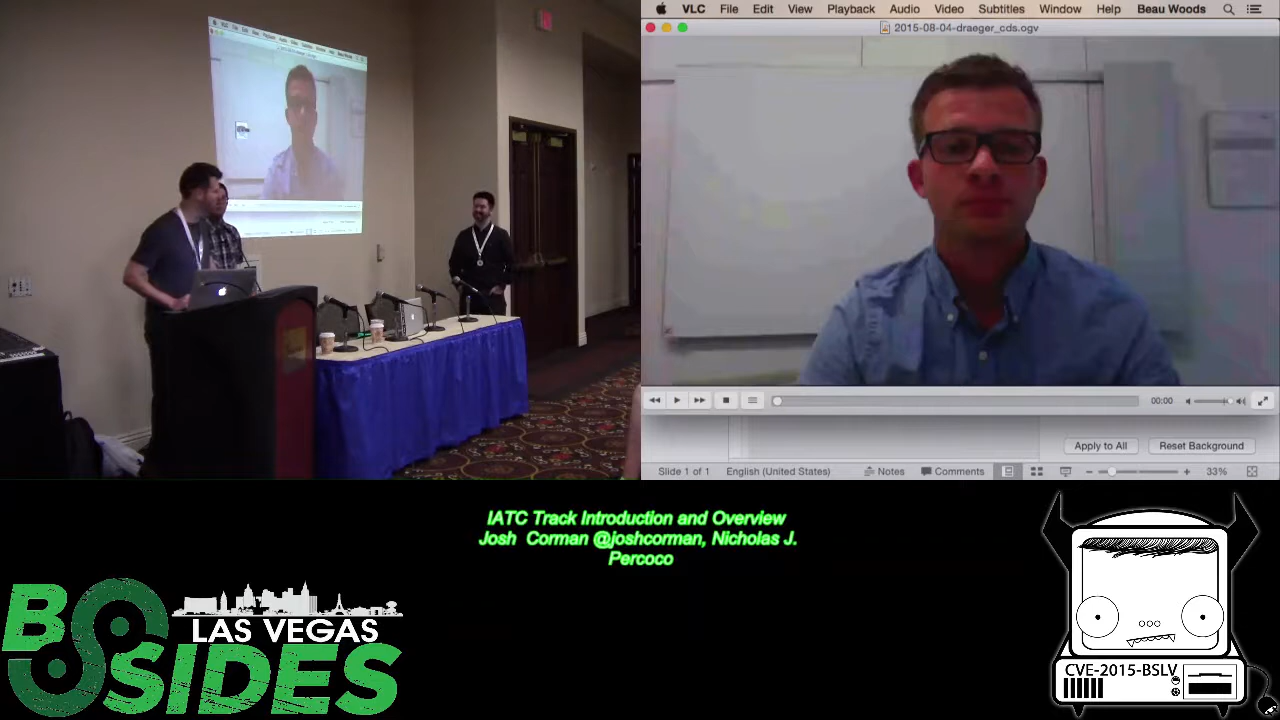 VLC File Edit View Playback Audio Video Subtitles Window Help Beau Woods
2015-08-04-draeger_cds.ogv
00:00
Apply to All Reset Background
Slide 1 of 1 English (United States) Notes Comments 33%
IATC Track Introduction and Overview
Josh Corman @joshcorman, Nicholas J.
Percoco
BSIDES
LAS VEGAS
CVE-2015-BSLV